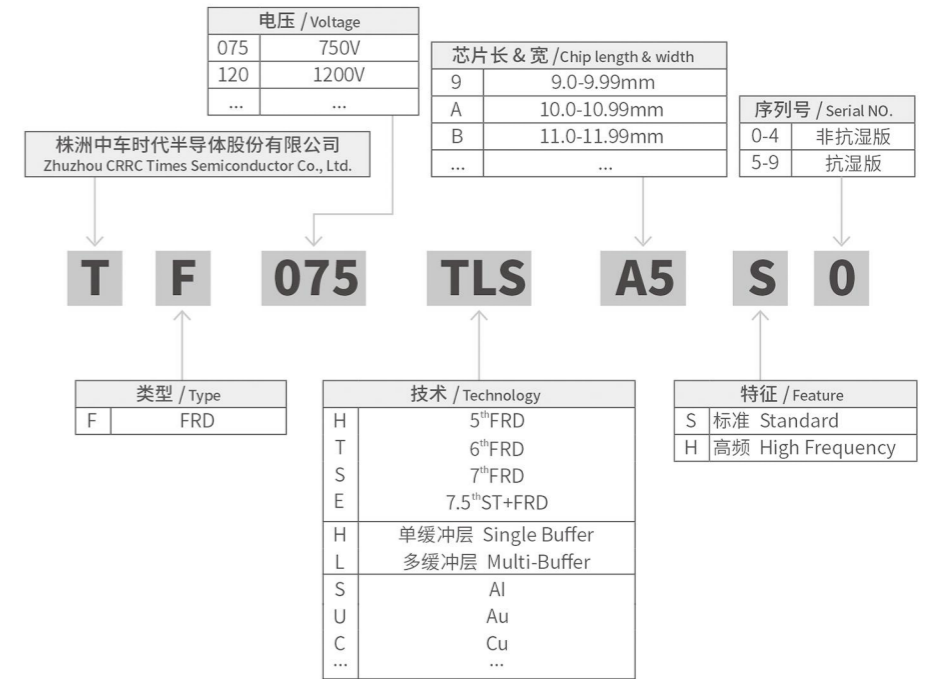 电压 / Voltage
075 750V
120 1200V
... ...
芯片长 & 宽 /Chip length & width
9 9.0-9.99mm
A 10.0-10.99mm
B 11.0-11.99mm
... ...
序列号 / Serial NO.
0-4 非抗湿版
5-9 抗湿版
株洲中车时代半导体股份有限公司
Zhuzhou CRRC Times Semiconductor Co., Ltd.
T F 075 TLS A5 S 0
类型 / Type
F FRD
技术 / Technology
H 5thFRD
T 6thFRD
S 7thFRD
E 7.5thST+FRD
H 单缓冲层 Single Buffer
L 多缓冲层 Multi-Buffer
S Al
U Au
C Cu
... ...
特征 / Feature
S 标准 Standard
H 高频 High Frequency